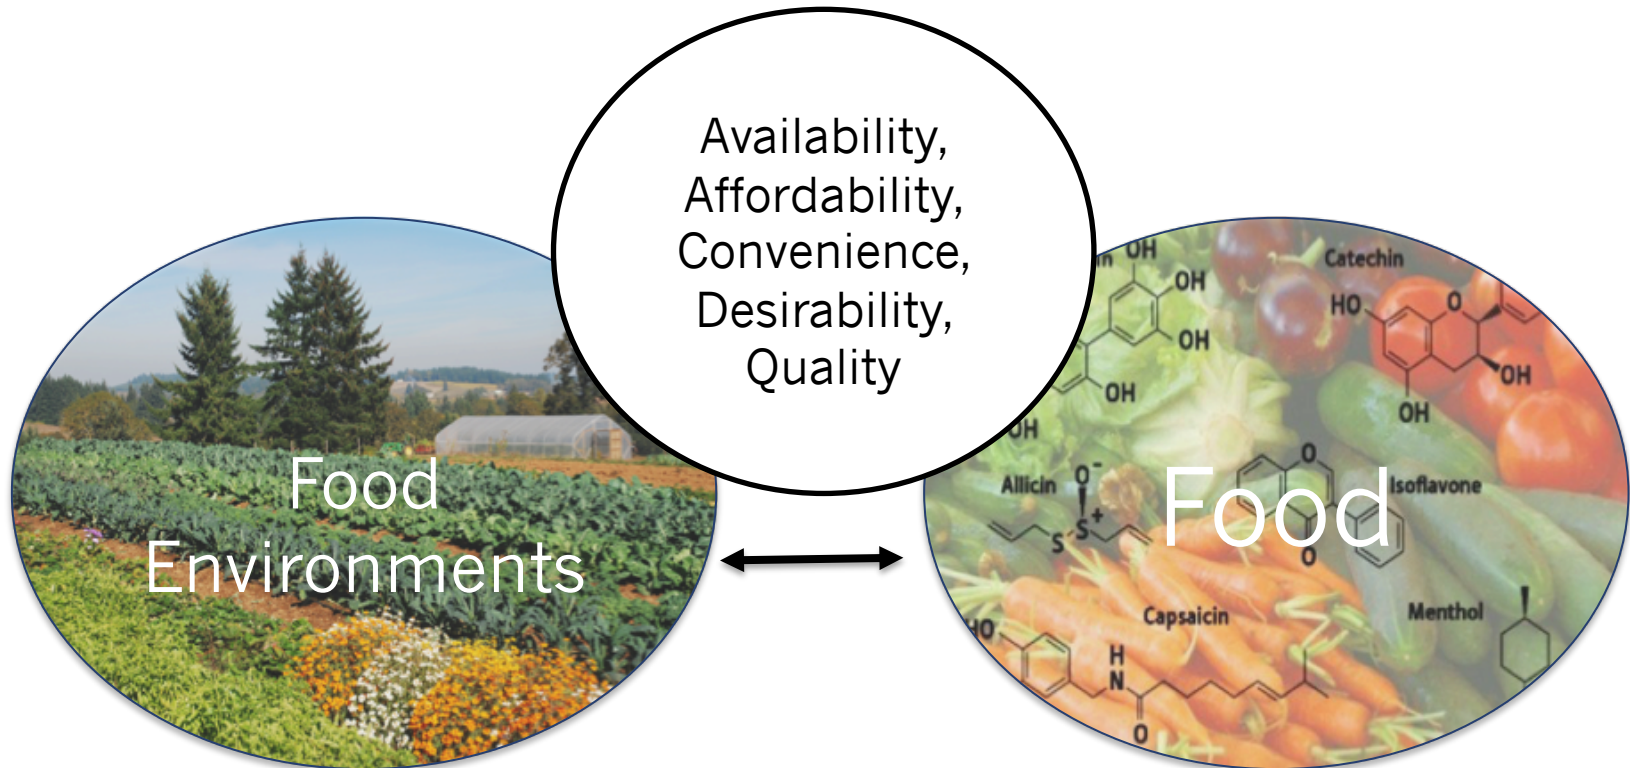 Availability,
Affordability,
Convenience,
Desirability,
Quality
Food
Environments
Food
OH
OH
OH
OH
OH
Catechin
HO
O
OH
OH
Allicin
O-
S+
S
O
O
Isoflavone
Capsaicin
HO
H
N
O
Menthol